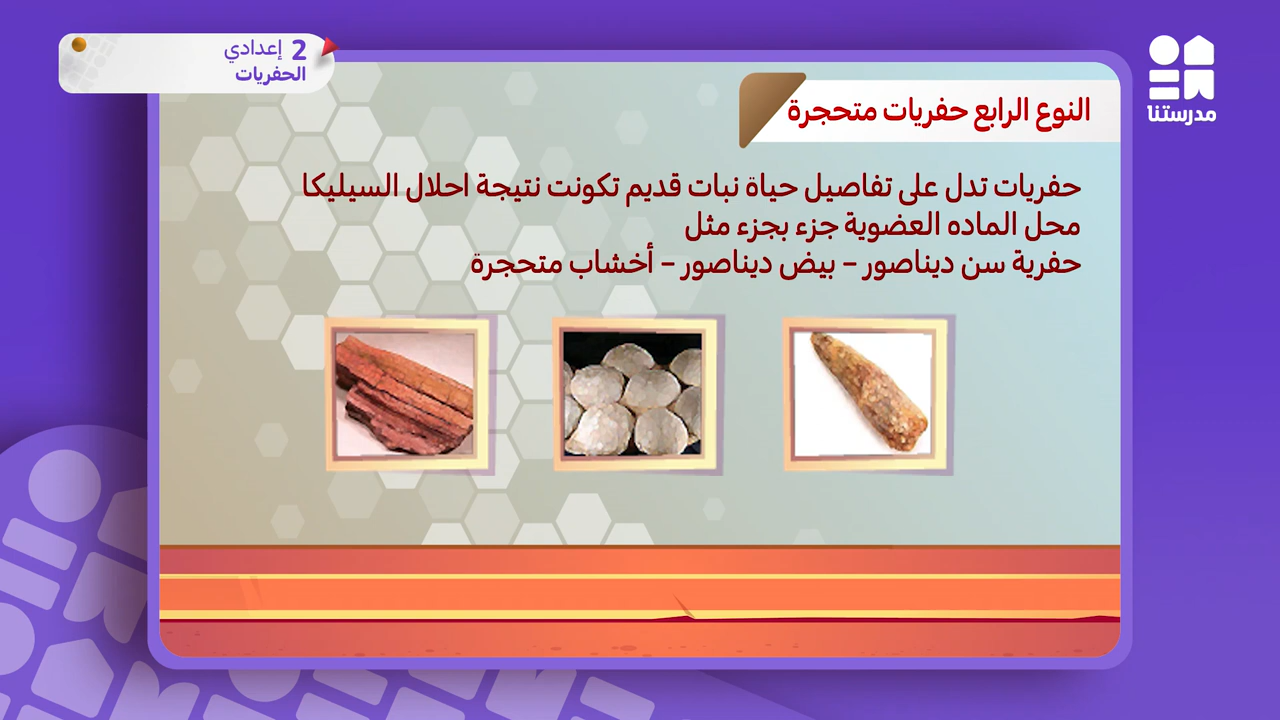 2 إعدادي
الحفريات
مدرستنا
النوع الرابع حفريات متحجرة
حفريات تدل على تفاصيل حياة نبات قديم تكونت نتيجة احلال السيليكا
محل الماده العضوية جزء بجزء مثل
حفرية سن ديناصور – بيض ديناصور – أخشاب متحجرة